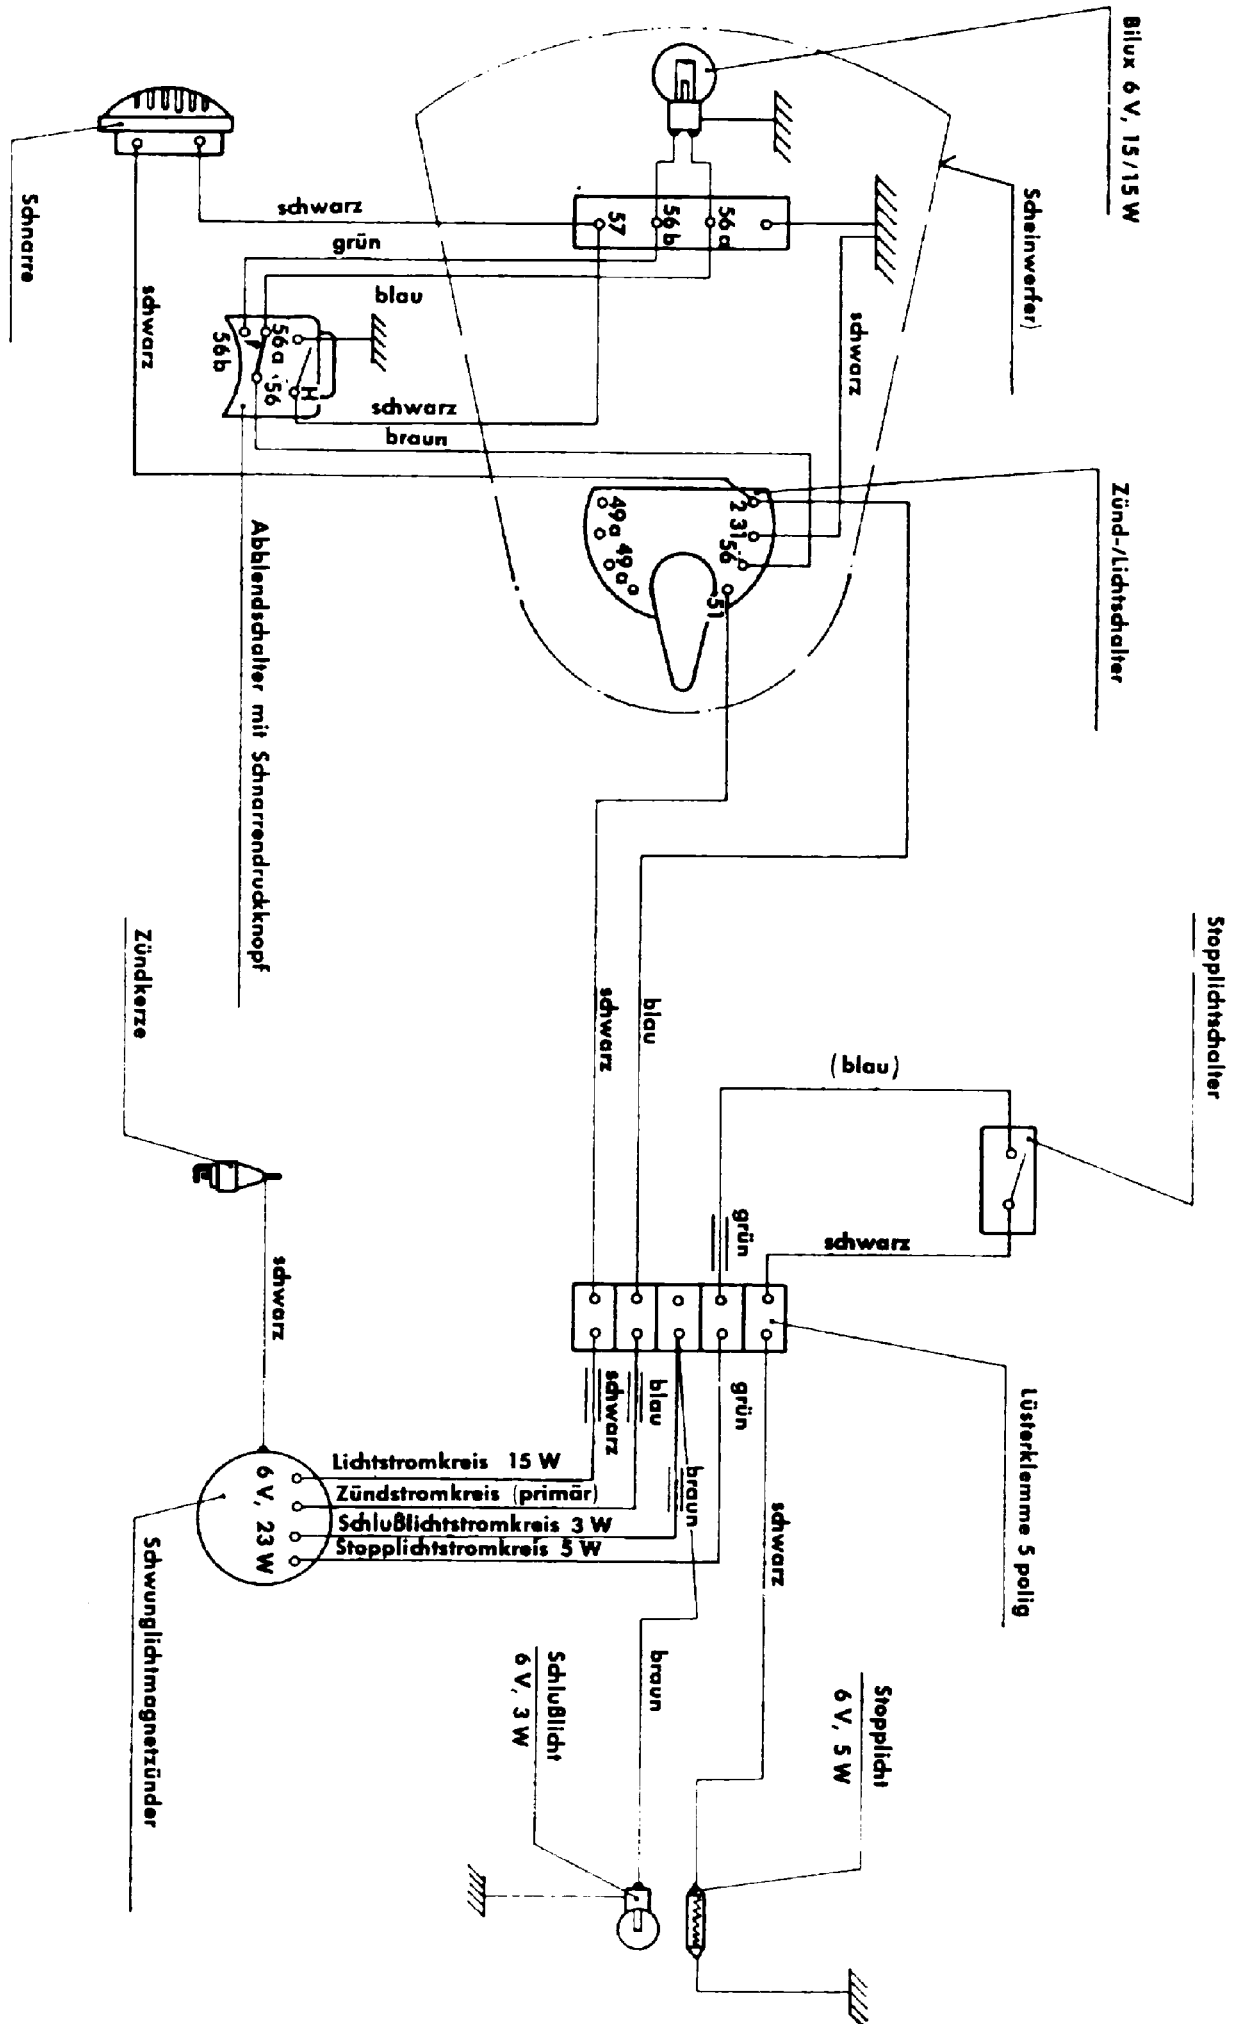 Bilux 6 V, 15/15 W
Scheinwerfer)
Schnarre
schwarz
grün
blau
schwarz
schwarz
schwarz
braun
57
56b
56a
56b
56a
56
H
2
31
56
51
49a
49a
Zünd-/Lichtschalter
Abblendschalter mit Schnarrendruckknopf
Stopplichtschalter
Zündkerze
schwarz
blau
(blau)
grün
schwarz
schwarz
Lüsterklemme 5 polig
schwarz
blau
braun
grün
schwarz
Lichtstromkreis 15 W
Zündstromkreis (primär)
Schlußlichtstromkreis 3 W
Stopplichtstromkreis 5 W
6 V, 23 W
Schwunglichtmagnetzünder
braun
Schlußlicht
6 V, 3 W
Stopplicht
6 V, 5 W